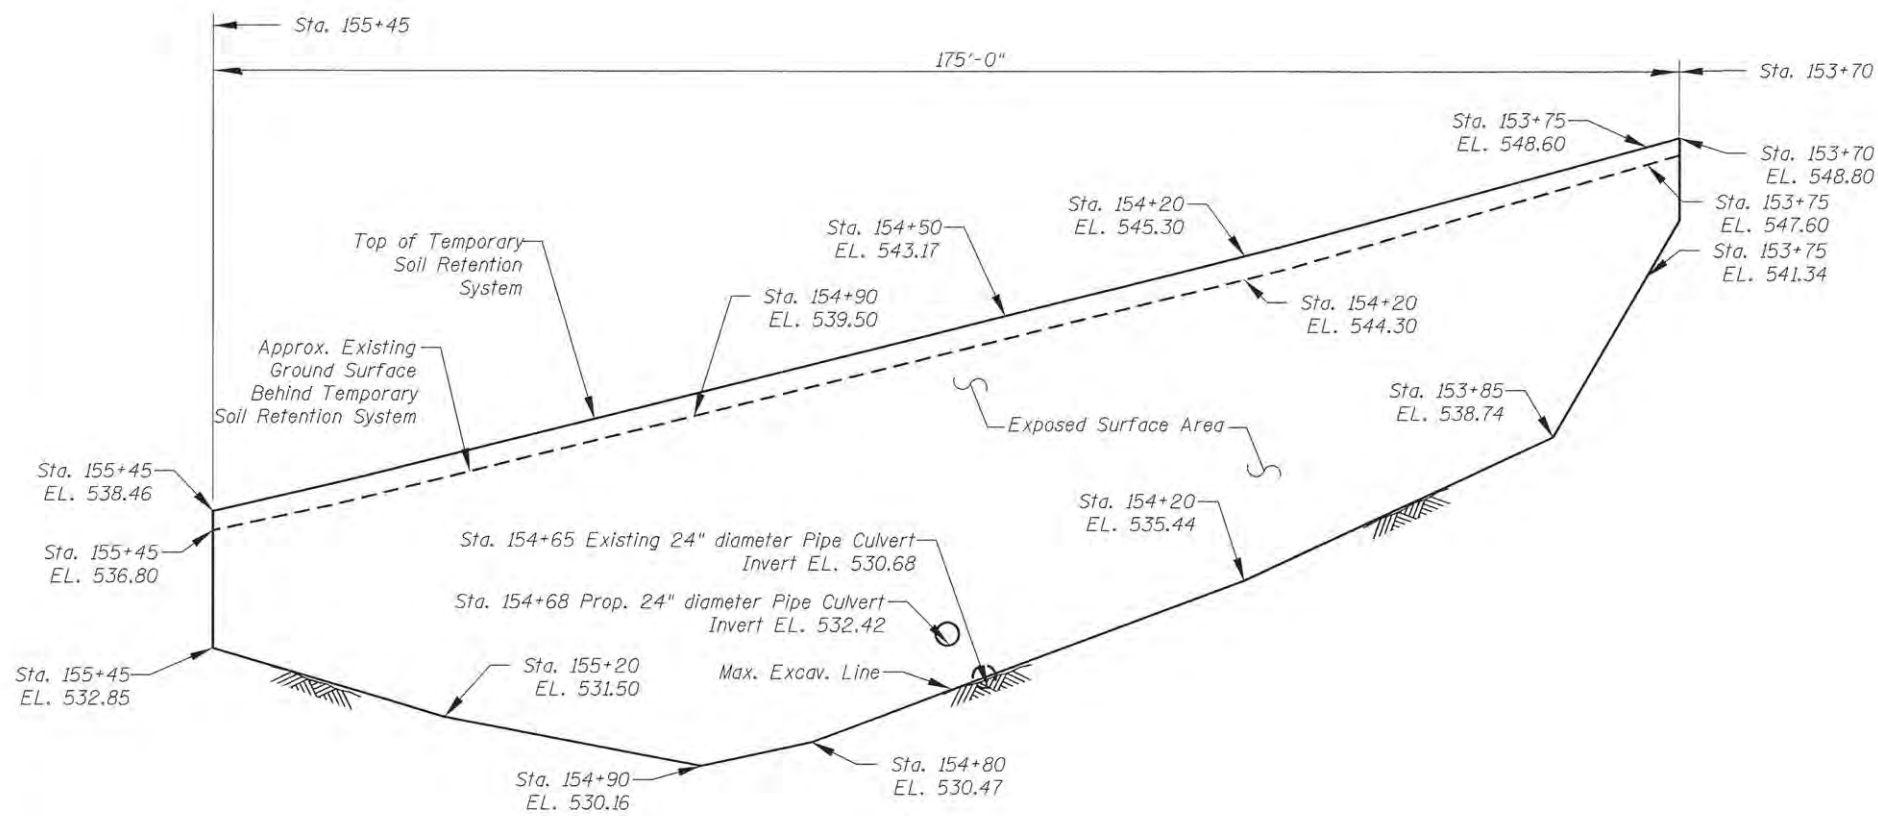 Sta. 155+45
175'-0"
Sta. 153+70
Sta. 153+75
EL. 548.60
Sta. 153+70
EL. 548.80
Sta. 153+75
EL. 547.60
Sta. 153+75
EL. 541.34
Sta. 154+20
EL. 545.30
Sta. 154+50
EL. 543.17
Top of Temporary
Soil Retention
System
Sta. 154+90
EL. 539.50
Sta. 154+20
EL. 544.30
Approx. Existing
Ground Surface
Behind Temporary
Soil Retention System
Sta. 153+85
EL. 538.74
Exposed Surface Area
Sta. 155+45
EL. 538.46
Sta. 154+20
EL. 535.44
Sta. 155+45
EL. 536.80
Sta. 154+65 Existing 24" diameter Pipe Culvert
Invert EL. 530.68
Sta. 154+68 Prop. 24" diameter Pipe Culvert
Invert EL. 532.42
Sta. 155+45
EL. 532.85
Sta. 155+20
EL. 531.50
Max. Excav. Line
Sta. 154+90
EL. 530.16
Sta. 154+80
EL. 530.47